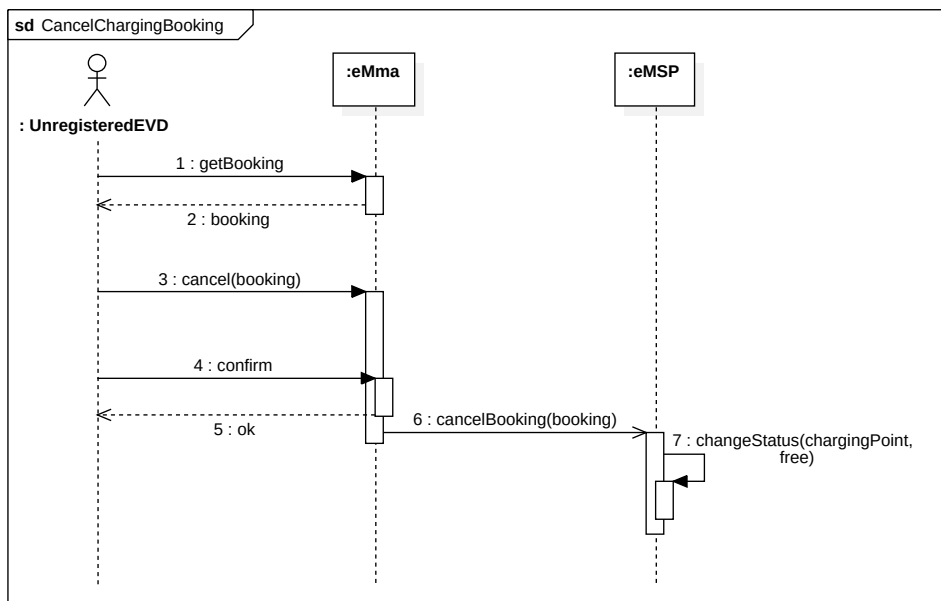 sd CancelChargingBooking
:eMma
:eMSP
: UnregisteredEVD
1 : getBooking
2 : booking
3 : cancel(booking)
4 : confirm
5 : ok
6 : cancelBooking(booking)
7 : changeStatus(chargingPoint,
free)